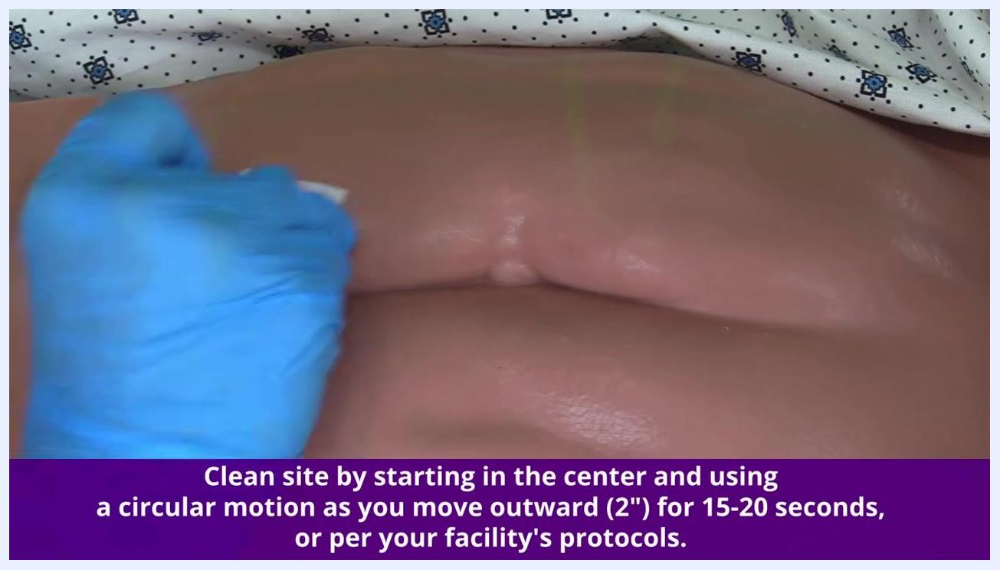 Clean site by starting in the center and using
a circular motion as you move outward (2") for 15-20 seconds,
or per your facility's protocols.